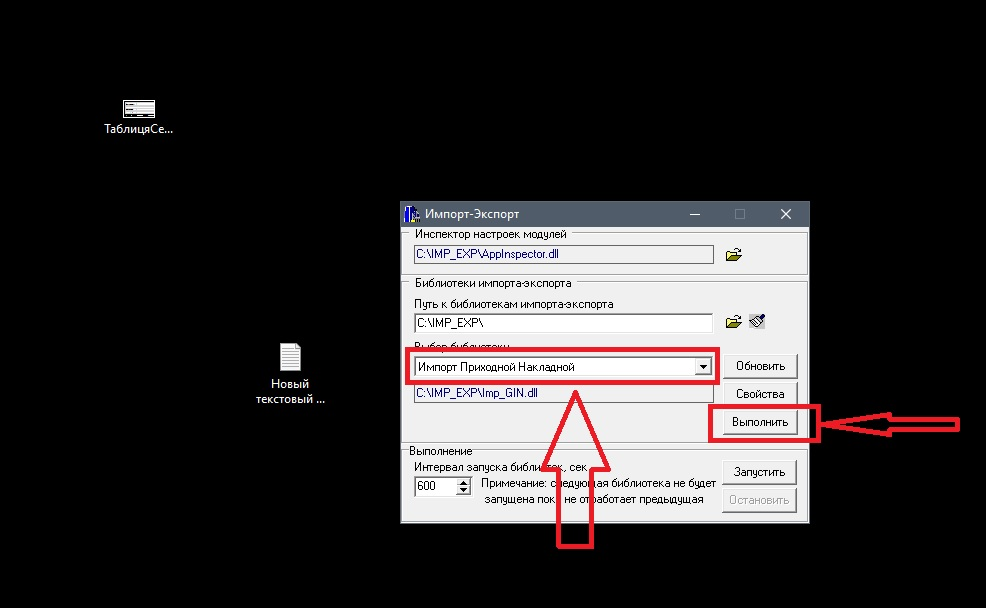 ТаблицяСе...
Новый
текстовый ...
Импорт-Экспорт
Инспектор настроек модулей
C:\IMP_EXP\AppInspector.dll
Библиотеки импорта-экспорта
Путь к библиотекам импорта-экспорта
C:\IMP_EXP\
Выбор библиотеки
Импорт Приходной Накладной
Обновить
C:\IMP_EXP\Imp_GIN.dll
Свойства
Выполнить
Выполнение
Интервал запуска библиотек, сек
600
Примечание: следующая библиотека не будет
запущена пока не отработает предыдущая
Запустить
Остановить